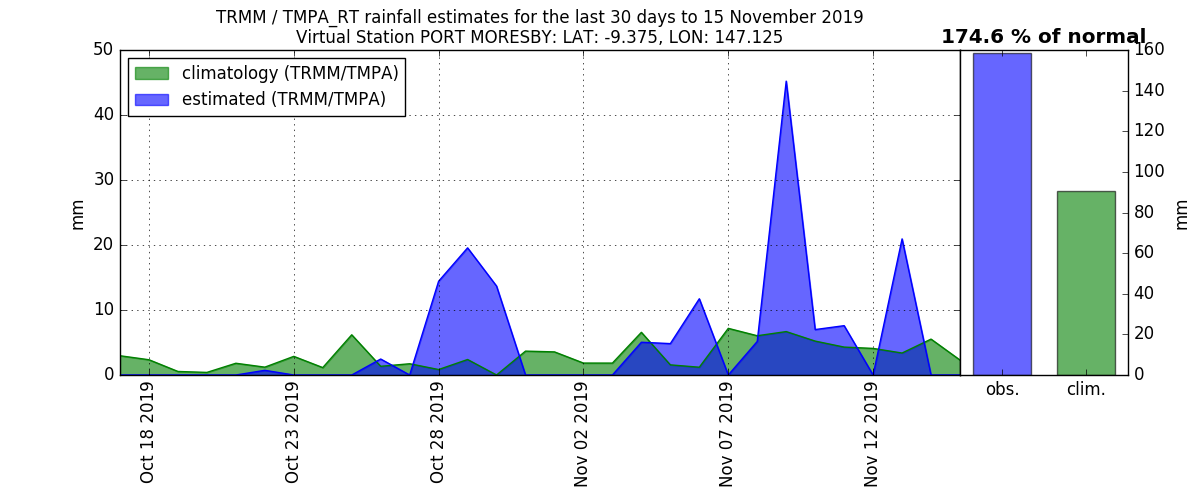 TRMM / TMPA_RT rainfall estimates for the last 30 days to 15 November 2019
Virtual Station PORT MORESBY: LAT: -9.375, LON: 147.125
174.6 % of normal
climatology (TRMM/TMPA)
estimated (TRMM/TMPA)
50
40
30
20
10
0
mm
Oct 18 2019
Oct 23 2019
Oct 28 2019
Nov 02 2019
Nov 07 2019
Nov 12 2019
obs.
clim.
160
140
120
100
80
60
40
20
0
mm